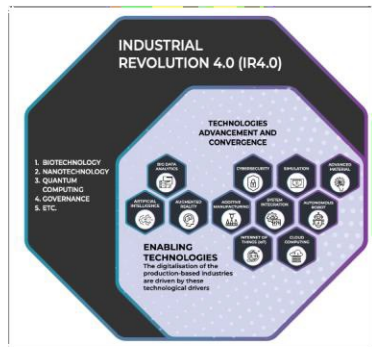 INDUSTRIAL
REVOLUTION 4.0 (IR4.0)
1. BIOTECHNOLOGY
2. NANOTECHNOLOGY
3. QUANTUM
COMPUTING
4. GOVERNANCE
5. ETC.
TECHNOLOGIES
ADVANCEMENT AND
CONVERGENCE
BIG DATA
ANALYTICS
CYBERSECURITY
SIMULATION
ADVANCED
MATERIAL
ARTIFICIAL
INTELLIGENCE
AUGMENTED
REALITY
ADDITIVE
MANUFACTURING
SYSTEM
INTEGRATION
AUTONOMOUS
ROBOT
INTERNET OF
THINGS (IoT)
CLOUD
COMPUTING
ENABLING
TECHNOLOGIES
The digitalisation of the
production-based industries
are driven by these
technological drivers